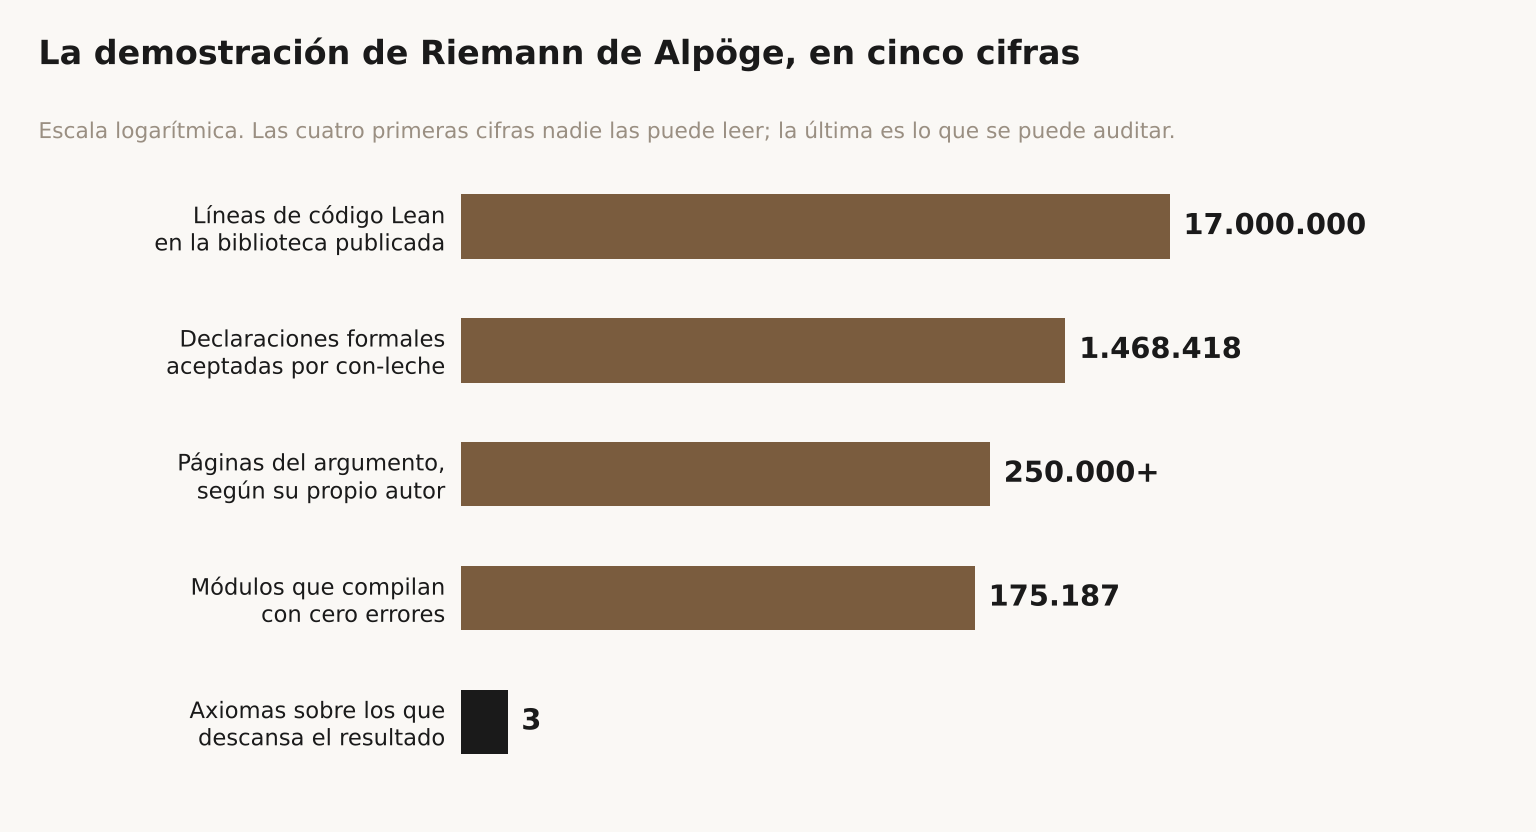 La demostración de Riemann de Alpöge, en cinco cifras
Escala logarítmica. Las cuatro primeras cifras nadie las puede leer; la última es lo que se puede auditar.
Líneas de código Lean
en la biblioteca publicada
17.000.000
Declaraciones formales
aceptadas por con-leche
1.468.418
Páginas del argumento,
según su propio autor
250.000+
Módulos que compilan
con cero errores
175.187
Axiomas sobre los que
descansa el resultado
3